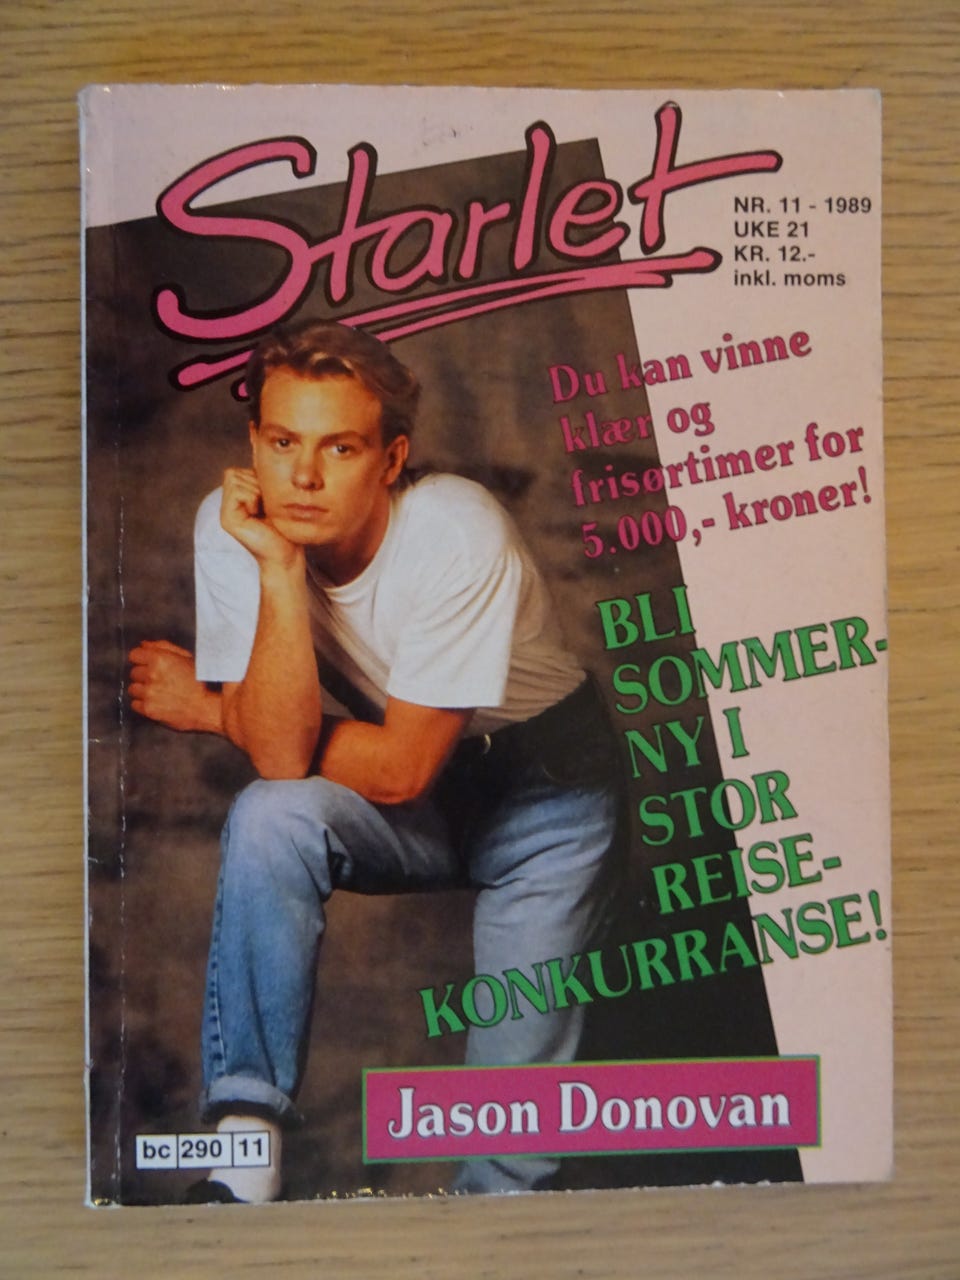 Starlet
NR. 11 - 1989
UKE 21
KR. 12.-
inkl. moms
Du kan vinne
klær og
frisørtimer for
5.000,- kroner!
BLI
SOMMER-
NY I
STOR
REISE-
KONKURRANSE!
Jason Donovan
bc 290 11